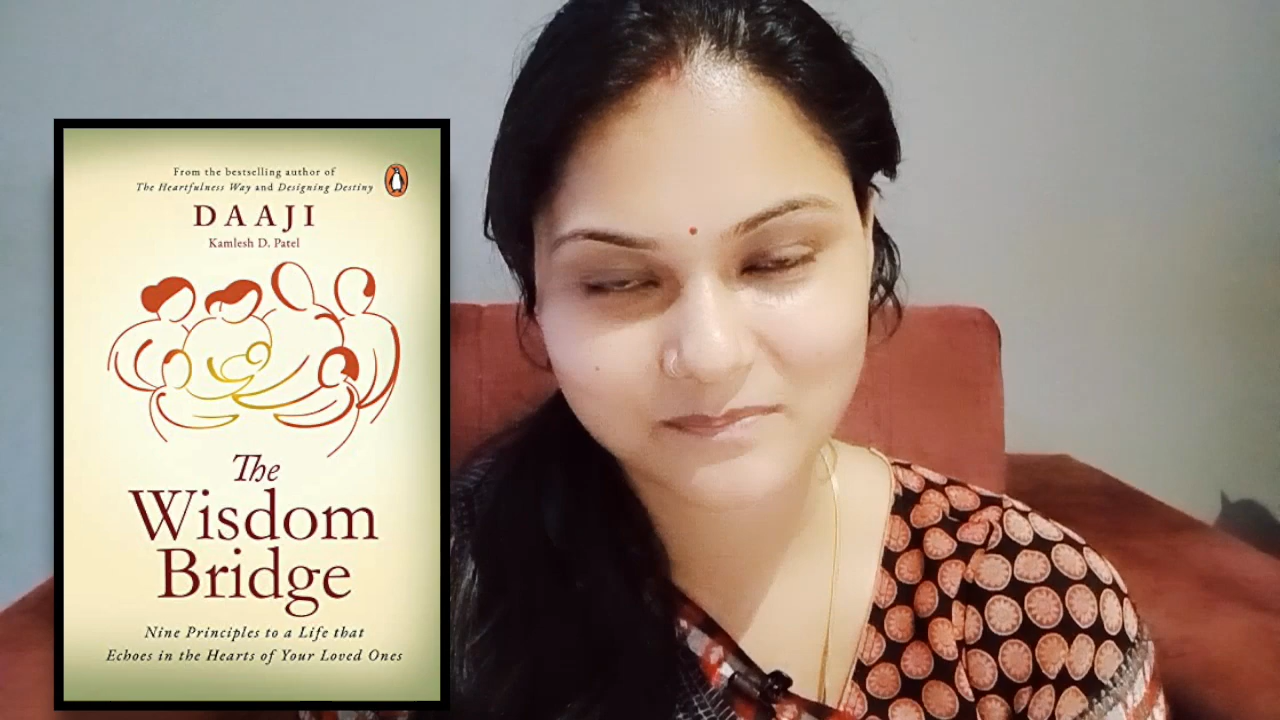 From the bestselling author of
The Heartfulness Way and Designing Destiny
DAAJI
Kamlesh D. Patel
The
Wisdom
Bridge
Nine Principles to a Life that
Echoes in the Hearts of Your Loved Ones